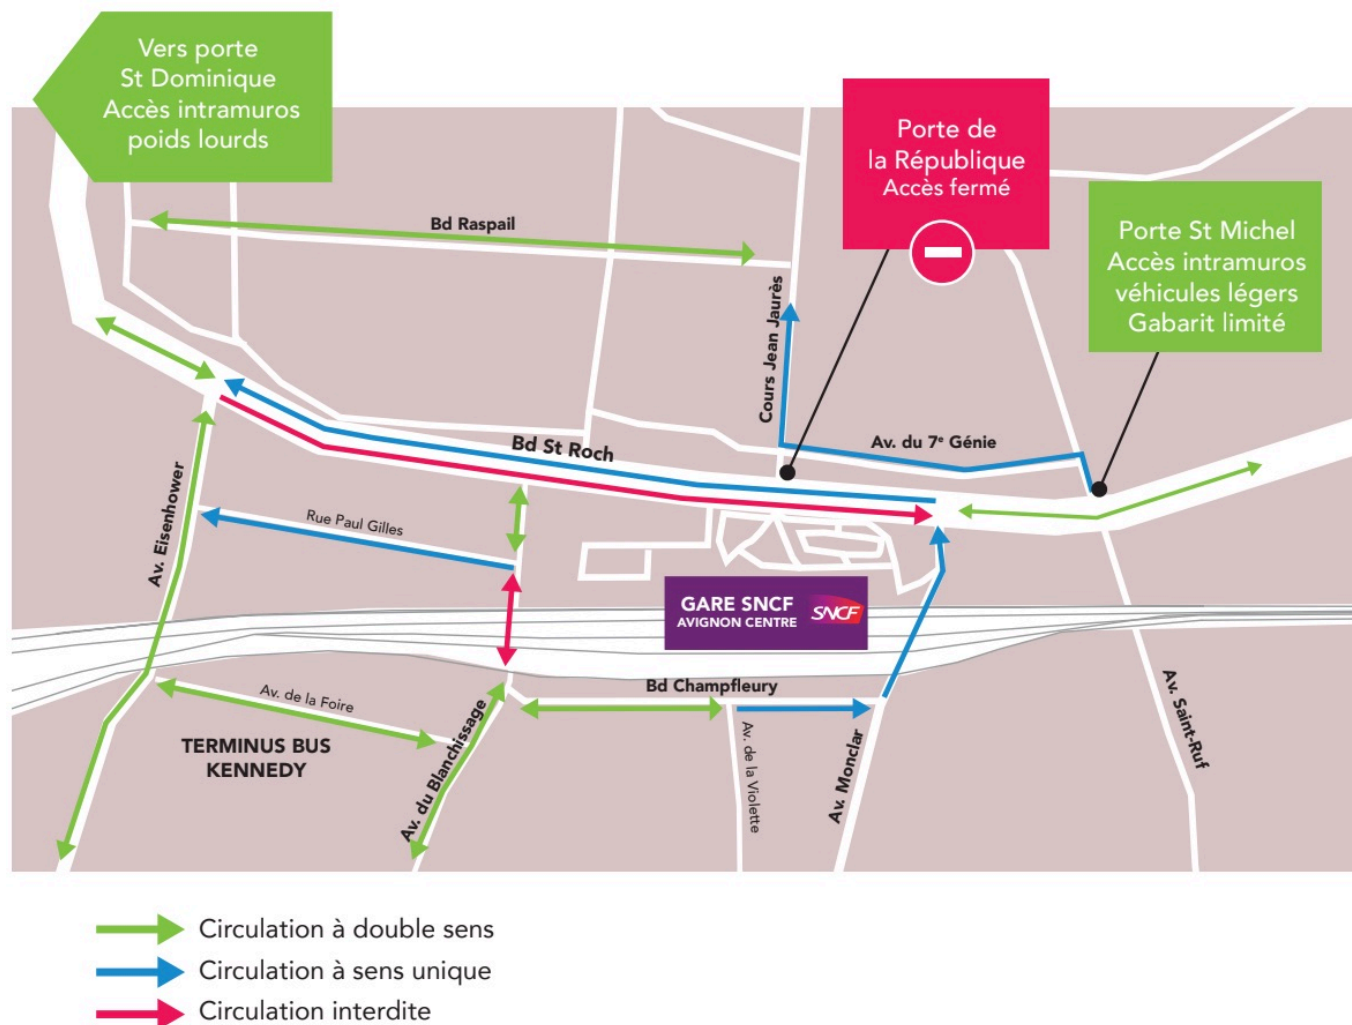 Vers porte
St Dominique
Accès intramuros
poids lourds
Porte de
la République
Accès fermé
Porte St Michel
Accès intramuros
véhicules légers
Gabarit limité
Bd Raspail
Cours Jean Jaurès
Av. du 7e Génie
Bd St Roch
Av. Eisenhower
Rue Paul Gilles
GARE SNCF
AVIGNON CENTRE
SNCF
Bd Champfleury
Av. de la Foire
TERMINUS BUS
KENNEDY
Av. du Blanchissage
Av. de la Violette
Av. Monclar
Av. Saint-Ruf
Circulation à double sens
Circulation à sens unique
Circulation interdite